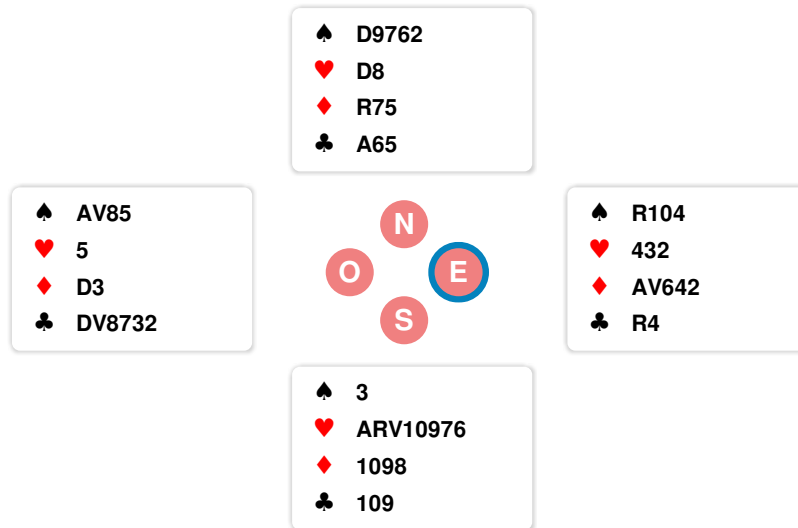 ♠ D9762
♥ D8
♦ R75
♣ A65
♠ AV85
♥ 5
♦ D3
♣ DV8732
N
O
E
S
♠ R104
♥ 432
♦ AV642
♣ R4
♠ 3
♥ ARV10976
♦ 1098
♣ 109